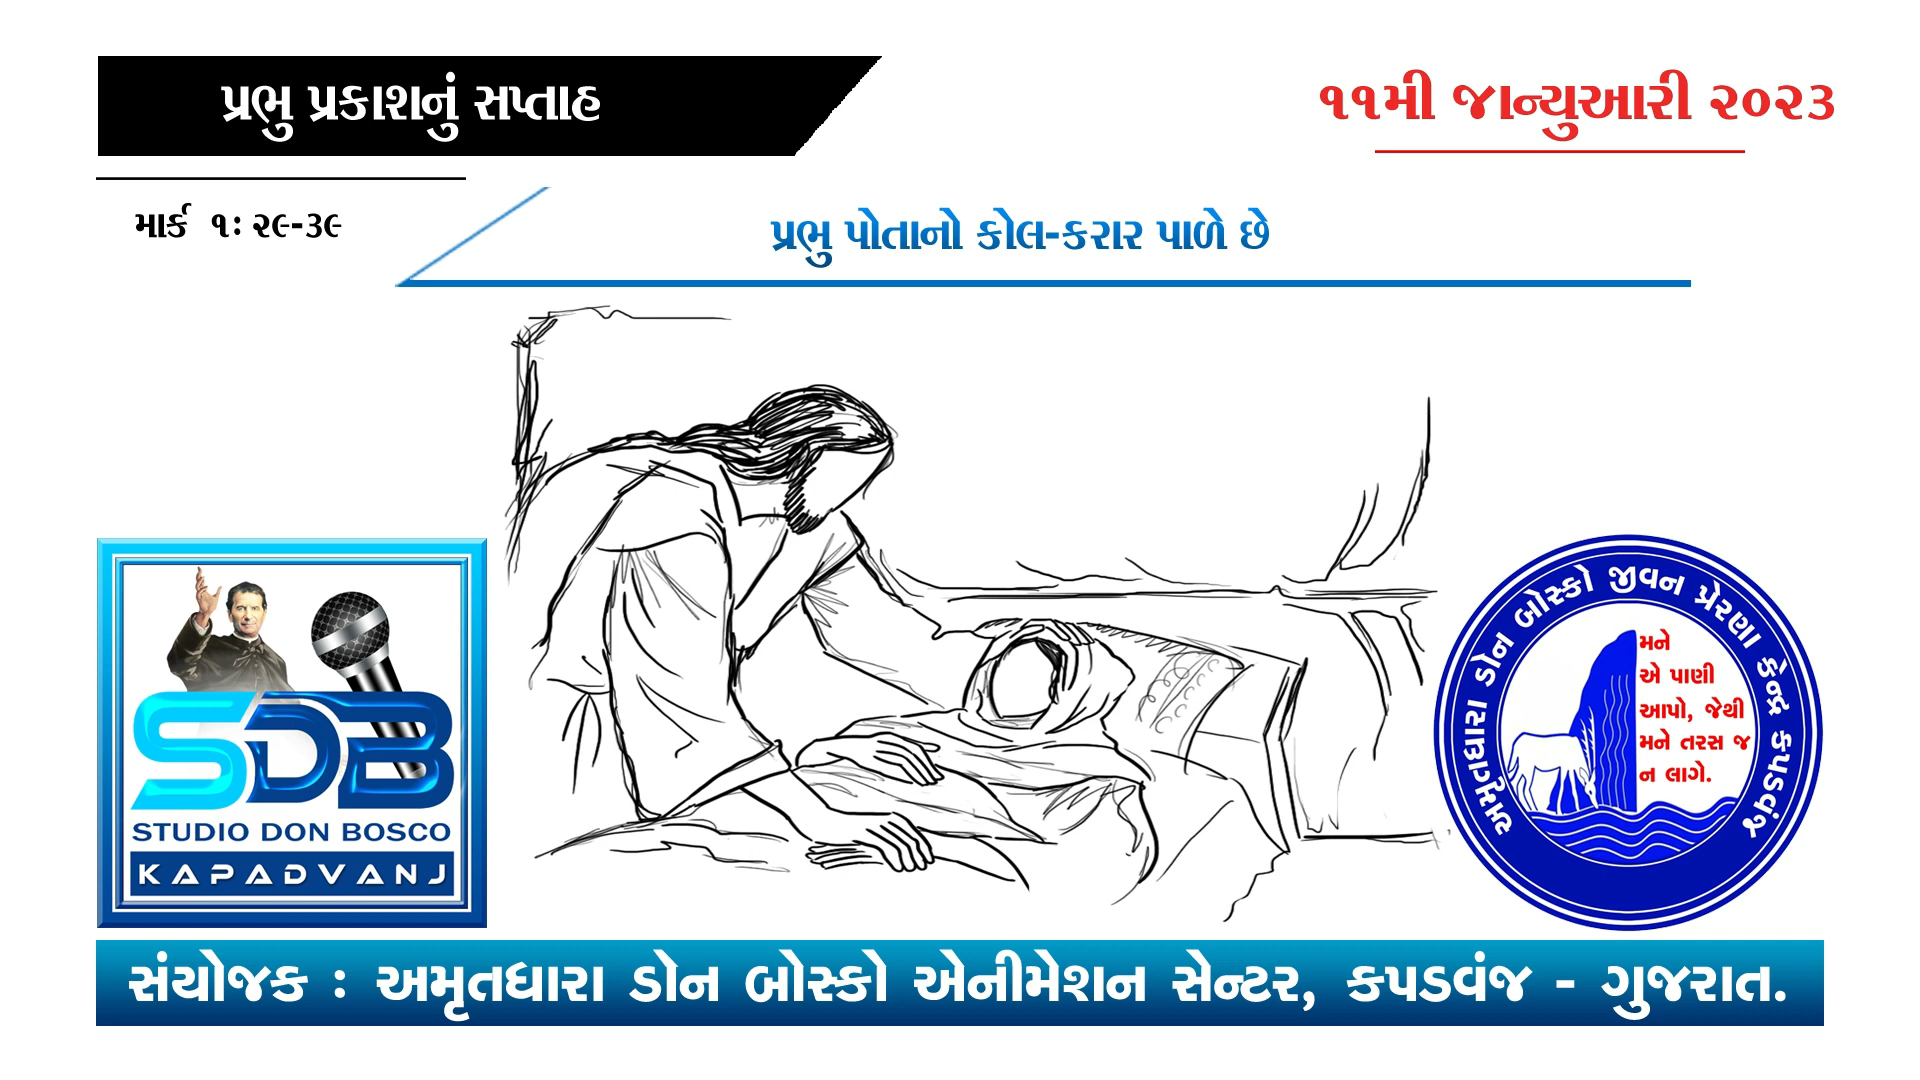 પ્રભુ પ્રકાશનું સપ્તાહ
૧૧મી જાન્યુઆરી ૨૦૨૩
માર્ક ૧: ૨૯-૩૯
પ્રભુ પોતાનો કોલ-કરાર પાળે છે
SDB
STUDIO DON BOSCO
KAPADVANJ
અમૃતધારા ડોન બોસ્કો જીવન પ્રેરણા કેન્દ્ર કપડવંજ
મને
એ પાણી
આપો, જેથી
મને તરસ જ
ન લાગે.
સંયોજક : અમૃતધારા ડોન બોસ્કો એનીમેશન સેન્ટર, કપડવંજ - ગુજરાત.